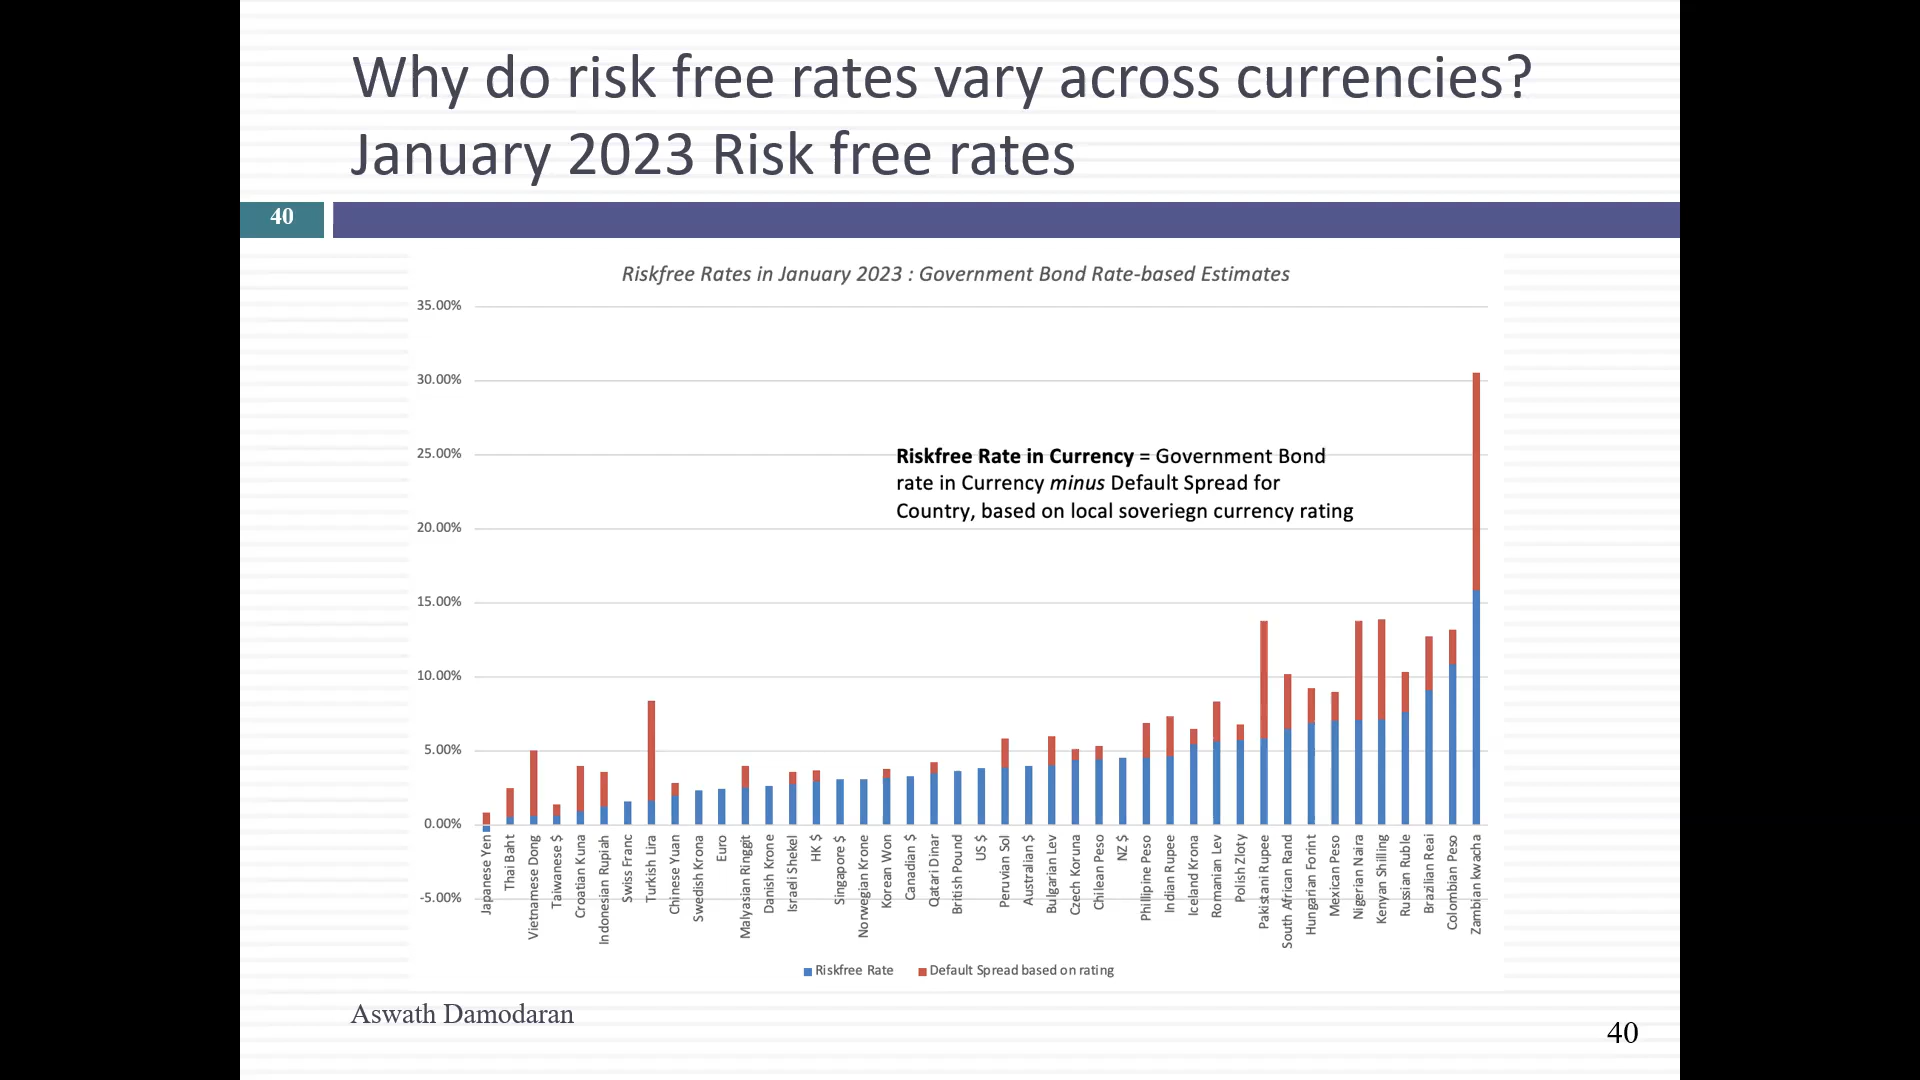 Why do risk free rates vary across currencies?
January 2023 Risk free rates
40
Riskfree Rates in January 2023 : Government Bond Rate-based Estimates
35.00%
30.00%
25.00%
20.00%
15.00%
10.00%
5.00%
0.00%
-5.00%
Riskfree Rate in Currency = Government Bond
rate in Currency minus Default Spread for
Country, based on local soveriegn currency rating
Japanese Yen
Thai Baht
Vietnamese Dong
Taiwanese $
Croatian Kuna
Indonesian Rupiah
Swiss Franc
Turkish Lira
Chinese Yuan
Swedish Krona
Euro
Malyasian Ringgit
Danish Krone
Israeli Shekel
HK $
Singapore $
Norwegian Krone
Korean Won
Canadian $
Qatari Dinar
British Pound
US $
Peruvian Sol
Australian $
Bulgarian Lev
Czech Koruna
Chilean Peso
NZ $
Phillipine Peso
Indian Rupee
Iceland Krona
Romanian Lev
Polish Zloty
Pakistani Rupee
South African Rand
Hungarian Forint
Mexican Peso
Nigerian Naira
Kenyan Shilling
Russian Ruble
Brazilian Reai
Colombian Peso
Zambian kwacha
Riskfree Rate
Default Spread based on rating
Aswath Damodaran
40